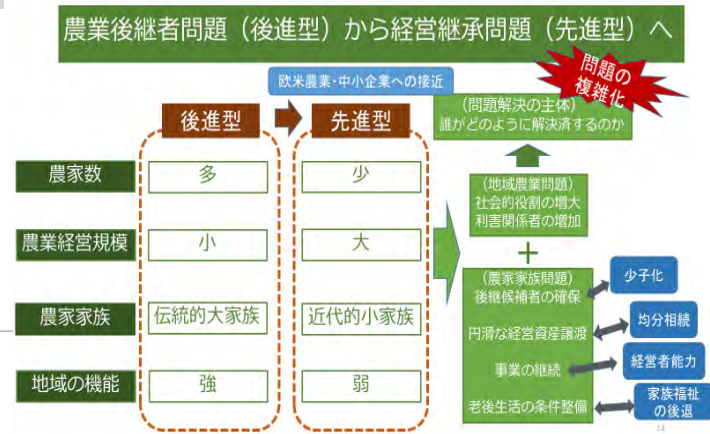 農業後継者問題（後進型）から経営継承問題（先進型）へ
欧米農業・中小企業への接近
問題の
複雑化
後進型
先進型
（問題解決の主体）
誰がどのように解決済するのか
農家数
多
少
（地域農業問題）
社会的役割の増大
利害関係者の増加
農業経営規模
小
大
＋
農家家族
伝統的大家族
近代的小家族
（農家家族問題）
後継候補者の確保
少子化
円滑な経営資産譲渡
均分相続
事業の継続
経営者能力
地域の機能
強
弱
老後生活の条件整備
家族福祉
の後退